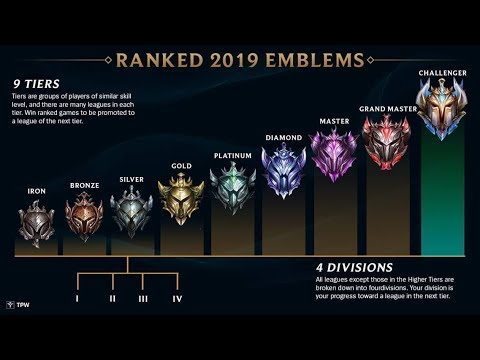 RANKED 2019 EMBLEMS
9 TIERS
Tiers are groups of players of similar skill
level, and there are many leagues in each
tier. Win ranked games to be promoted to
a league of the next tier.
IRON
BRONZE
SILVER
GOLD
PLATINUM
DIAMOND
MASTER
GRAND MASTER
CHALLENGER
I
II
III
IV
4 DIVISIONS
All leagues except those in the Higher Tiers are
broken down into fourdivisions. Your division is
your progress toward a league in the next tier.
TPW